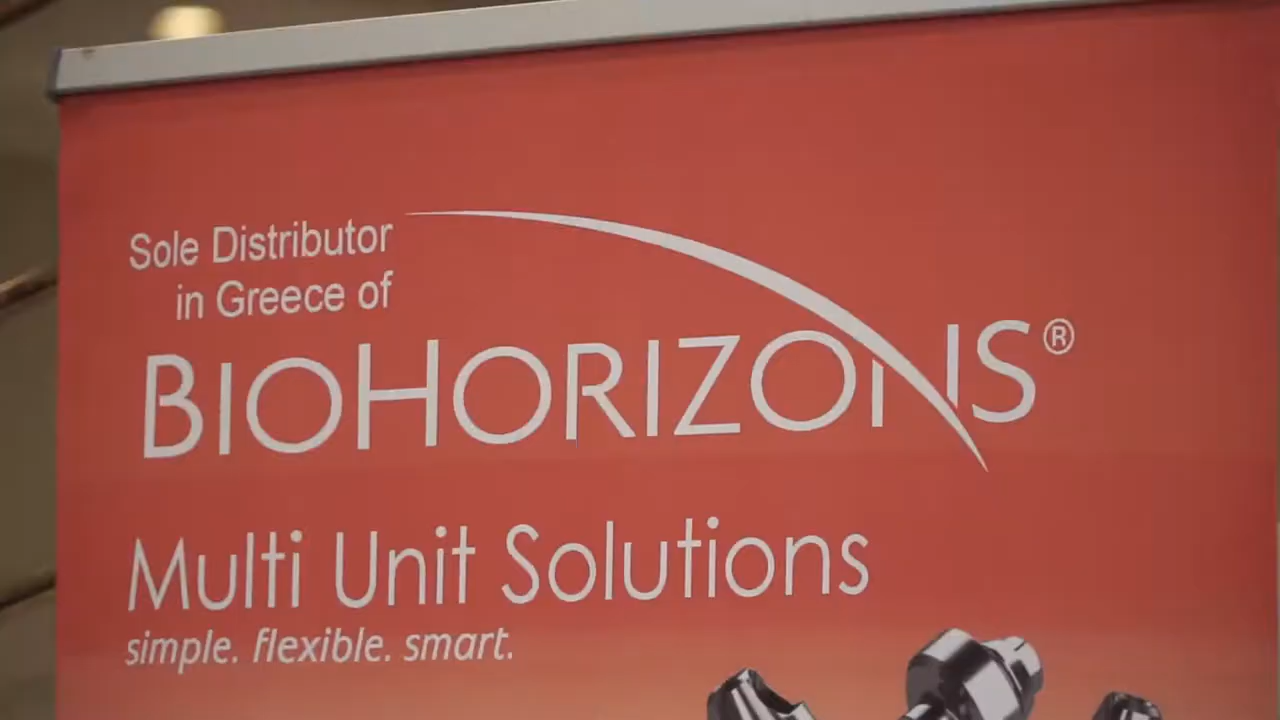 Sole Distributor
in Greece of
BIOHORIZONS®
Multi Unit Solutions
simple. flexible. smart.